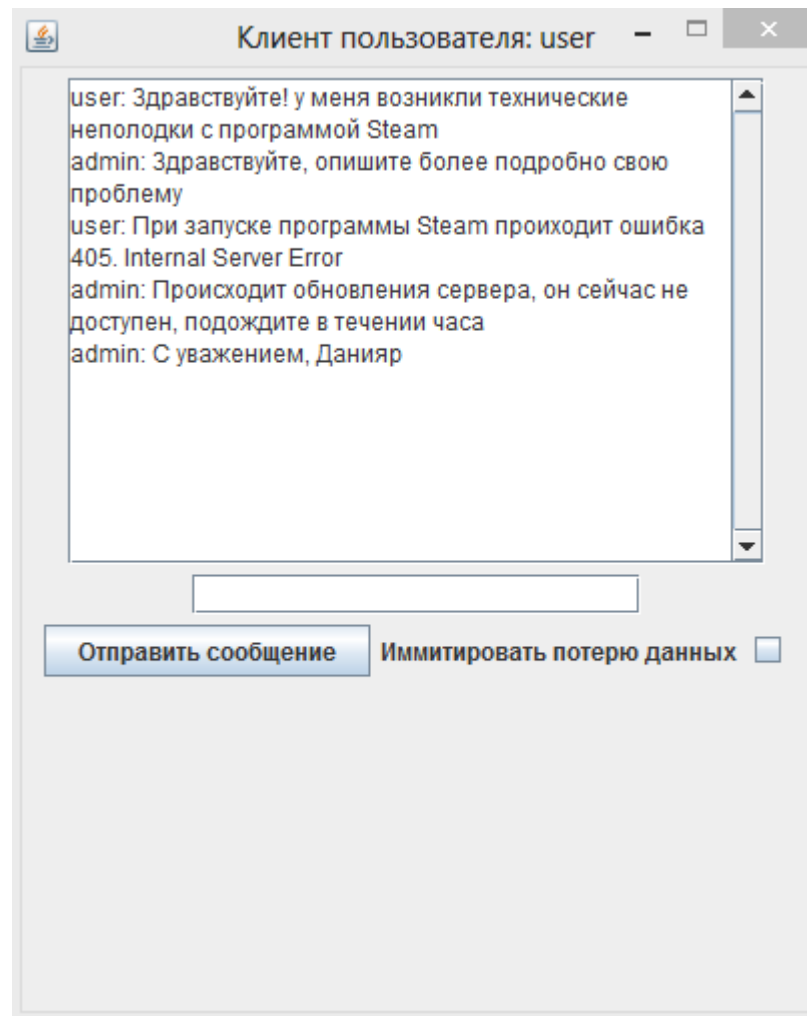 Клиент пользователя: user
user: Здравствуйте! у меня возникли технические
неполодки с программой Steam
admin: Здравствуйте, опишите более подробно свою
проблему
user: При запуске программы Steam проиходит ошибка
405. Internal Server Error
admin: Происходит обновления сервера, он сейчас не
доступен, подождите в течении часа
admin: С уважением, Данияр
Отправить сообщение
Иммитировать потерю данных